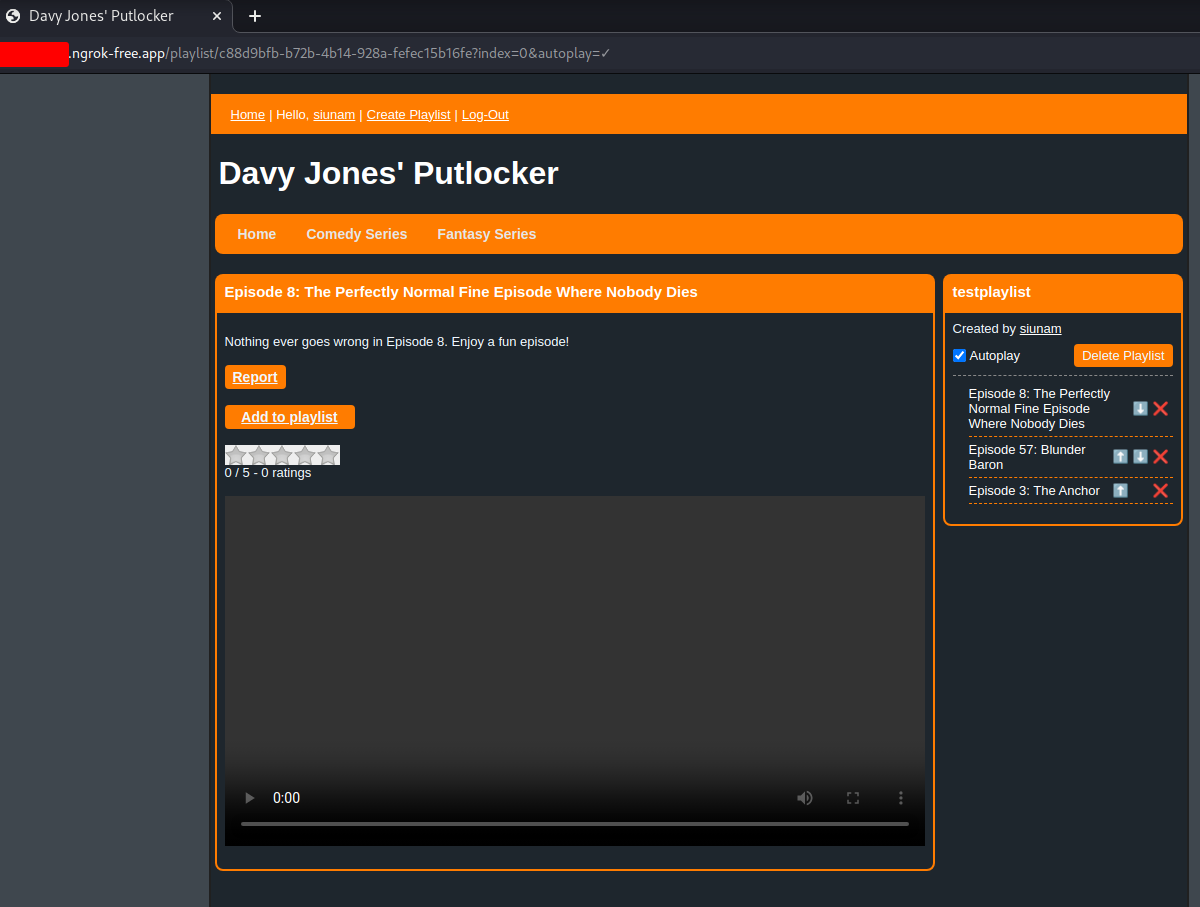 Davy Jones' Putlocker
.ngrok-free.app/playlist/c88d9bfb-b72b-4b14-928a-fefec15b16fe?index=0&autoplay=✓
Home | Hello, siunam | Create Playlist | Log-Out
Davy Jones' Putlocker
Home Comedy Series Fantasy Series
Episode 8: The Perfectly Normal Fine Episode Where Nobody Dies
Nothing ever goes wrong in Episode 8. Enjoy a fun episode!
Report
Add to playlist
0 / 5 - 0 ratings
0:00
testplaylist
Created by siunam
Autoplay Delete Playlist
Episode 8: The Perfectly
Normal Fine Episode
Where Nobody Dies
Episode 57: Blunder
Baron
Episode 3: The Anchor